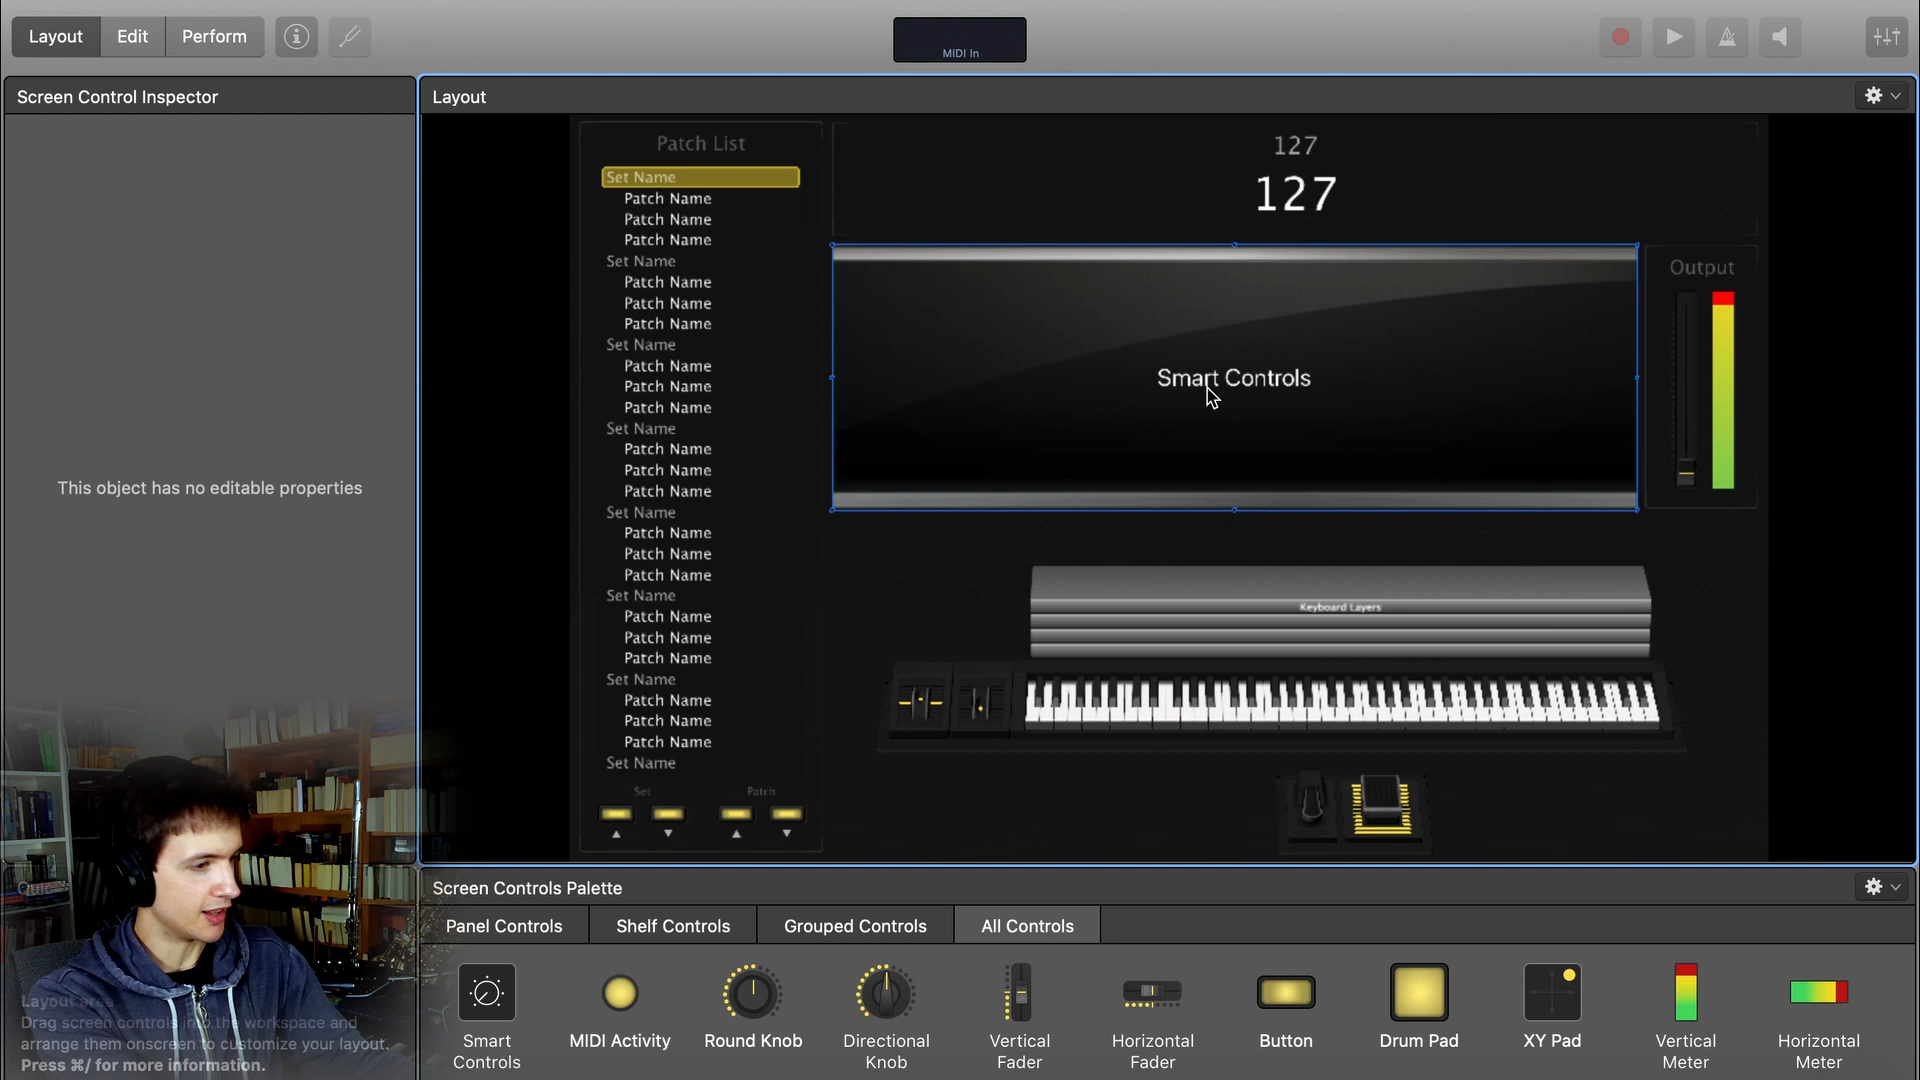 Layout
Edit
Perform
MIDI In
Screen Control Inspector
This object has no editable properties
Layout
Patch List
Set Name
Patch Name
Patch Name
Patch Name
Set Name
Patch Name
Patch Name
Patch Name
Set Name
Patch Name
Patch Name
Patch Name
Set Name
Patch Name
Patch Name
Patch Name
Set Name
Patch Name
Patch Name
Patch Name
Set Name
Patch Name
Patch Name
Patch Name
Set Name
Patch Name
Patch Name
Patch Name
Set Name
Set
Patch
127
127
Smart Controls
Output
Keyboard Layers
Layout area
Drag screen controls into the workspace and
arrange them onscreen to customize your layout.
Press ⌘/ for more information.
Screen Controls Palette
Panel Controls
Shelf Controls
Grouped Controls
All Controls
Smart
Controls
MIDI Activity
Round Knob
Directional
Knob
Vertical
Fader
Horizontal
Fader
Button
Drum Pad
XY Pad
Vertical
Meter
Horizontal
Meter